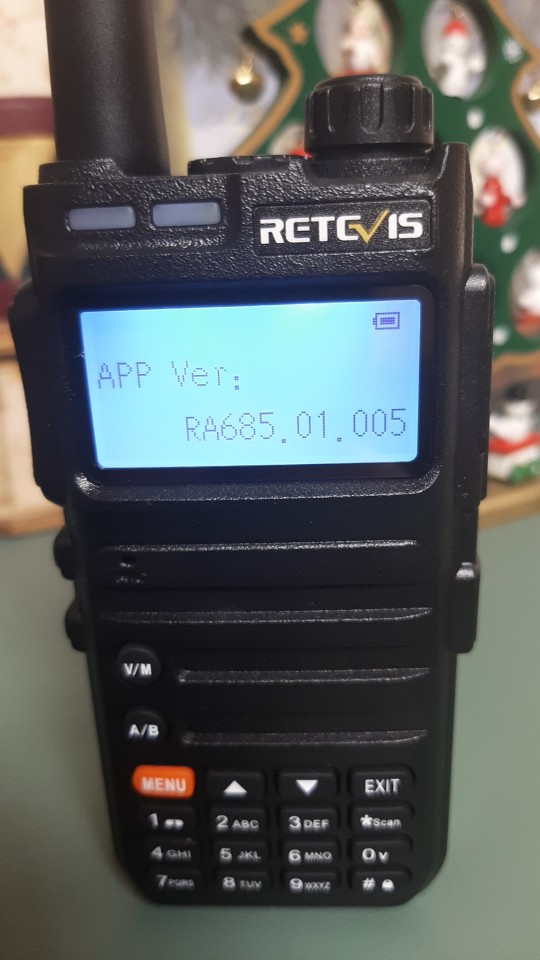 RETEVIS
APP Ver:
RA685.01.005
V/M
A/B
MENU ▲ ▼ EXIT
1 2 ABC 3 DEF *Scan
4 GHI 5 JKL 6 MNO 0 v
7 PQRS 8 TUV 9 WXYZ #